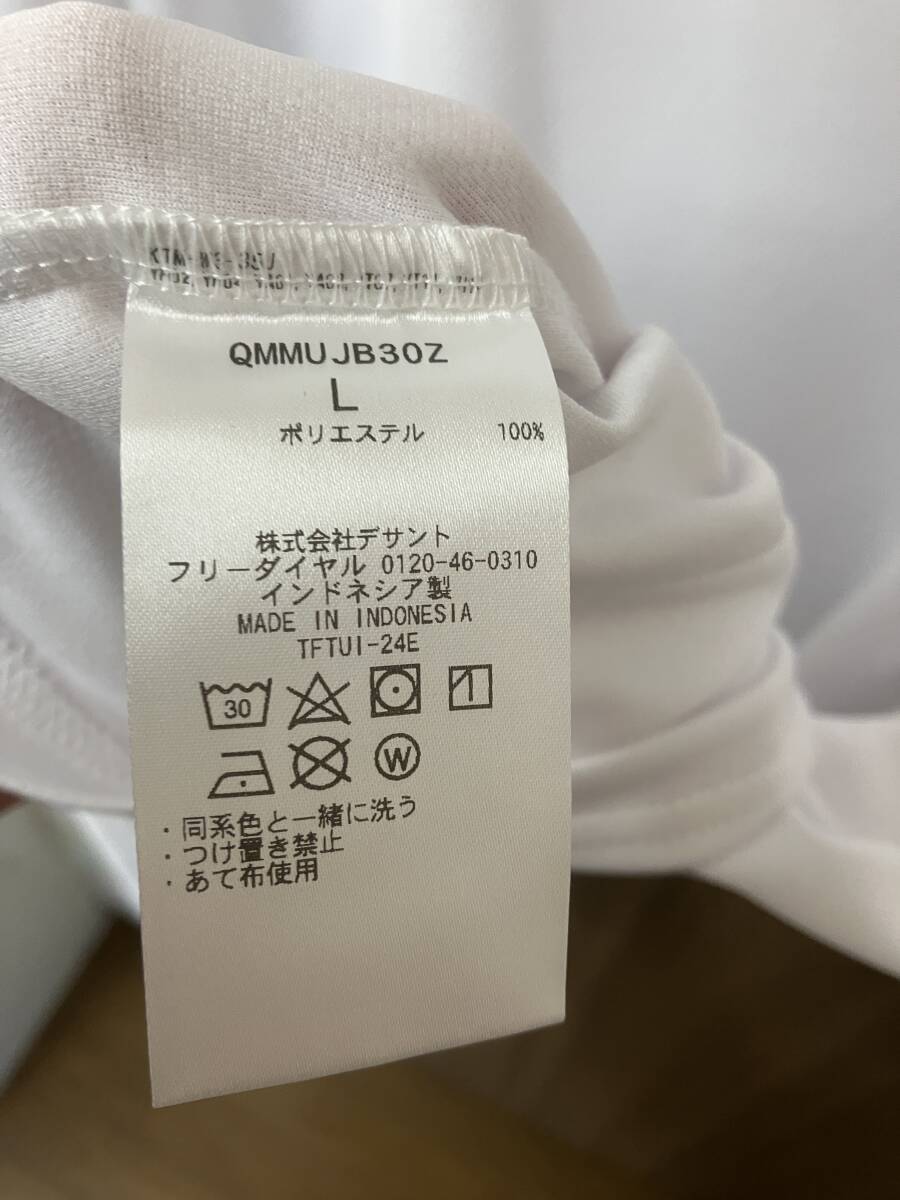 QMMUJB30Z
L
ポリエステル 100%
株式会社デサント
フリーダイヤル 0120-46-0310
インドネシア製
MADE IN INDONESIA
TFTUI-24E
30
W
・同系色と一緒に洗う
・つけ置き禁止
・あて布使用